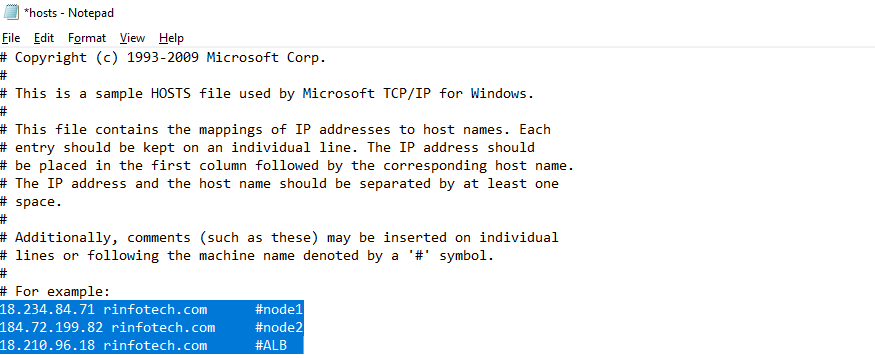 *hosts - Notepad
File Edit Format View Help
# Copyright (c) 1993-2009 Microsoft Corp.
#
# This is a sample HOSTS file used by Microsoft TCP/IP for Windows.
#
# This file contains the mappings of IP addresses to host names. Each
# entry should be kept on an individual line. The IP address should
# be placed in the first column followed by the corresponding host name.
# The IP address and the host name should be separated by at least one
# space.
#
# Additionally, comments (such as these) may be inserted on individual
# lines or following the machine name denoted by a '#' symbol.
#
# For example:
18.234.84.71 rinfotech.com      #node1
184.72.199.82 rinfotech.com     #node2
18.210.96.18 rinfotech.com      #ALB